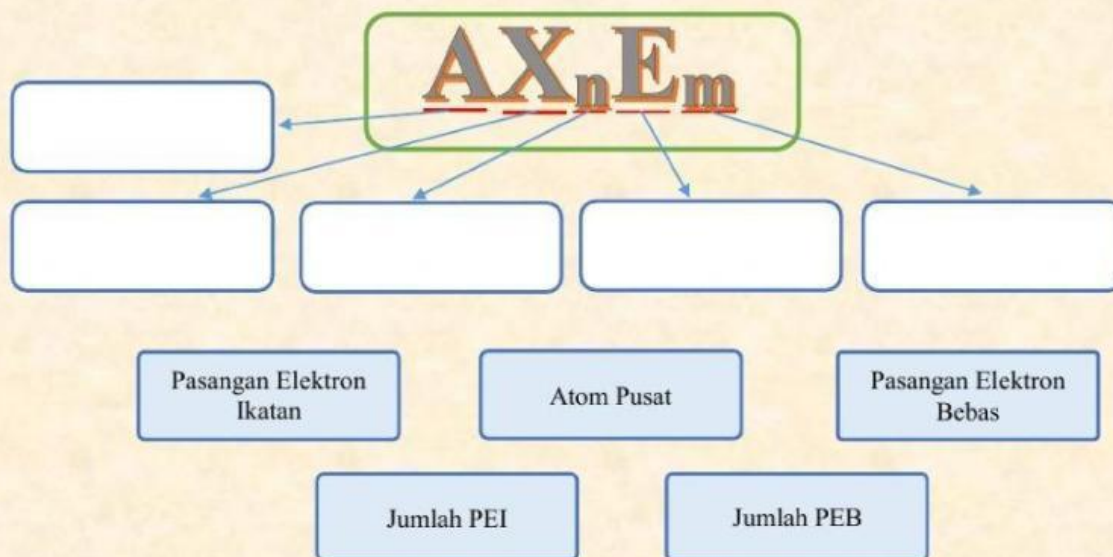 AXnEm
Pasangan Elektron
Ikatan
Atom Pusat
Pasangan Elektron
Bebas
Jumlah PEI
Jumlah PEB